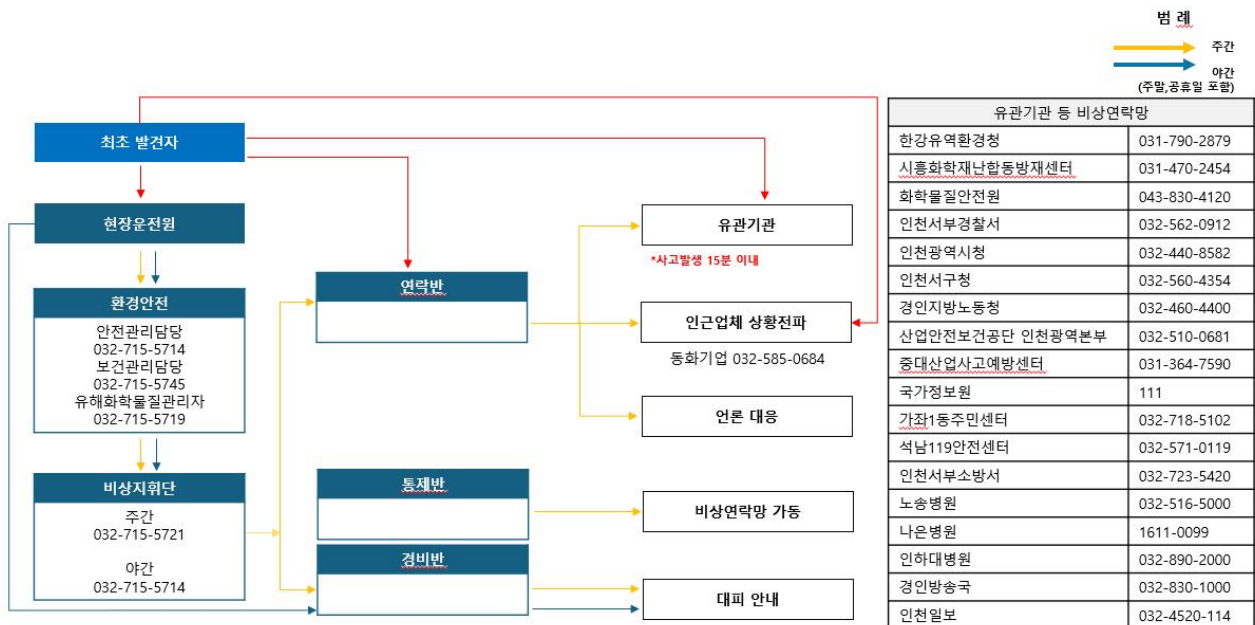 범 례
주간
야간
(주말,공휴일 포함)
최초 발견자
현장운전원
환경안전
안전관리담당
032-715-5714
보건관리담당
032-715-5745
유해화학물질관리자
032-715-5719
비상지휘단
주간
032-715-5721
야간
032-715-5714
연락반
통제반
경비반
유관기관
*사고발생 15분 이내
인근업체 상황전파
동화기업 032-585-0684
언론 대응
비상연락망 가동
대피 안내
유관기관 등 비상연락망
한강유역환경청 031-790-2879
시흥화학재난합동방재센터 031-470-2454
화학물질안전원 043-830-4120
인천서부경찰서 032-562-0912
인천광역시청 032-440-8582
인천서구청 032-560-4354
경인지방노동청 032-460-4400
산업안전보건공단 인천광역본부 032-510-0681
중대산업사고예방센터 031-364-7590
국가정보원 111
가좌1동주민센터 032-718-5102
석남119안전센터 032-571-0119
인천서부소방서 032-723-5420
노송병원 032-516-5000
나은병원 1611-0099
인하대병원 032-890-2000
경인방송국 032-830-1000
인천일보 032-4520-114